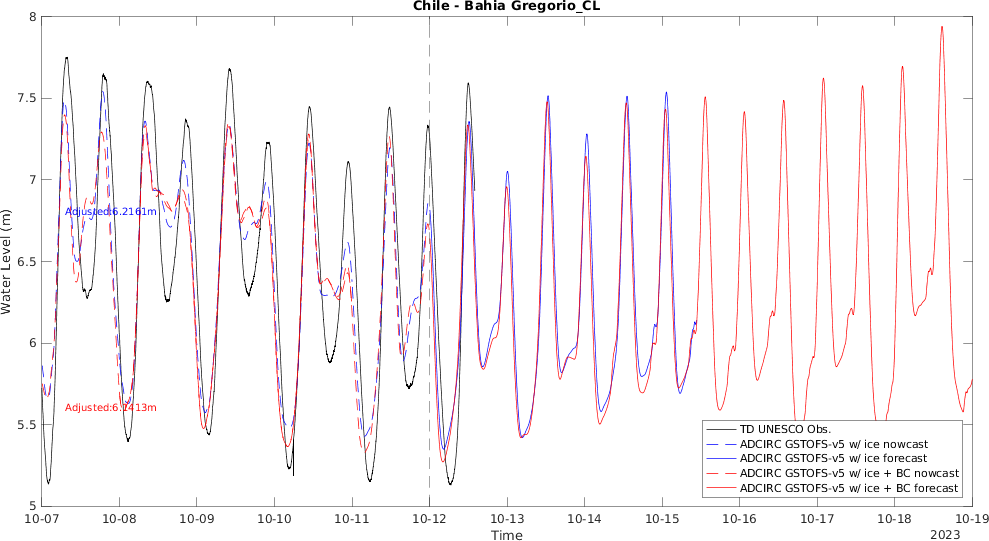 Chile - Bahia Gregorio_CL
8
7.5
7
6.5
6
5.5
5
Water Level (m)
Adjusted:6.2161m
Adjusted:6.1413m
TD UNESCO Obs.
ADCIRC GSTOFS-v5 w/ ice nowcast
ADCIRC GSTOFS-v5 w/ ice forecast
ADCIRC GSTOFS-v5 w/ ice + BC nowcast
ADCIRC GSTOFS-v5 w/ ice + BC forecast
10-07 10-08 10-09 10-10 10-11 10-12 10-13 10-14 10-15 10-16 10-17 10-18 10-19
Time
2023